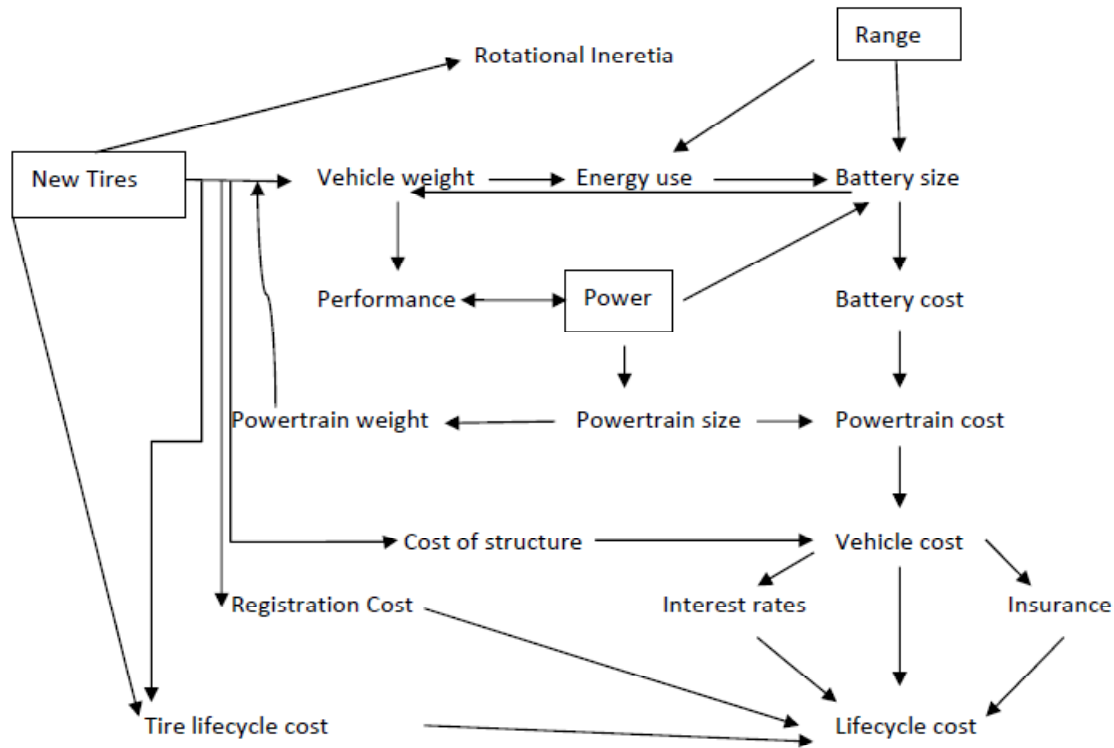 Range
Rotational Ineretia
New Tires
Vehicle weight
Energy use
Battery size
Performance
Power
Battery cost
Powertrain weight
Powertrain size
Powertrain cost
Cost of structure
Vehicle cost
Registration Cost
Interest rates
Insurance
Tire lifecycle cost
Lifecycle cost